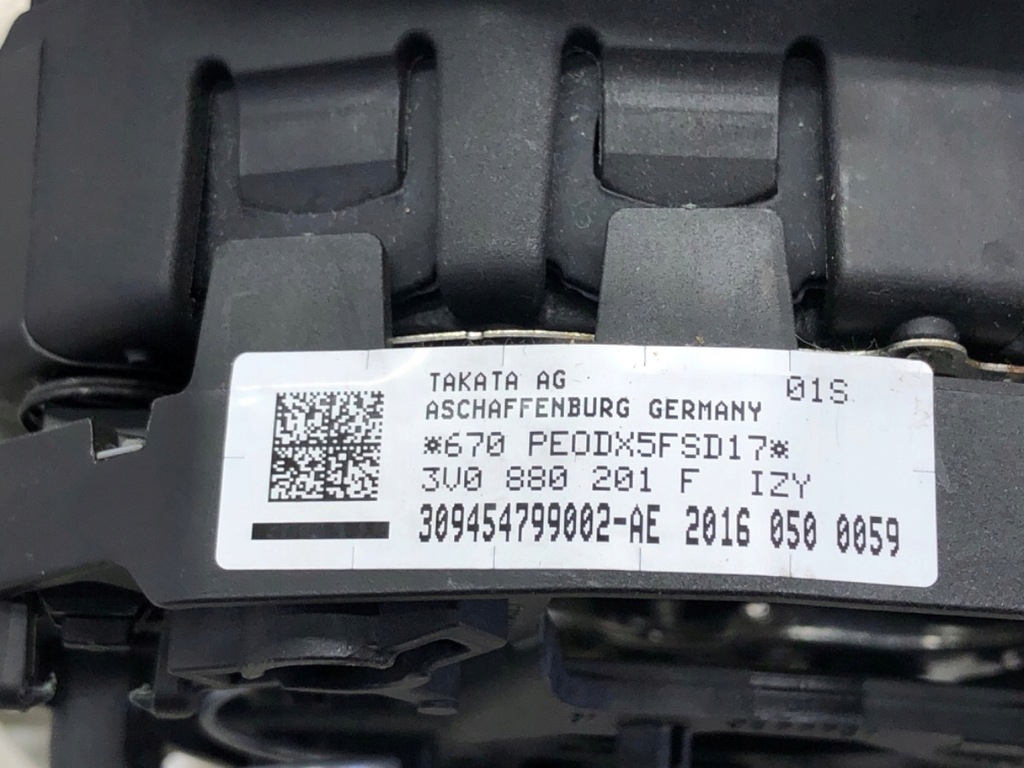 TAKATA AG
01S
ASCHAFFENBURG GERMANY
*670 PEODX5FSD17*
3V0 880 201 F IZY
309454799002-AE 2016 050 0059